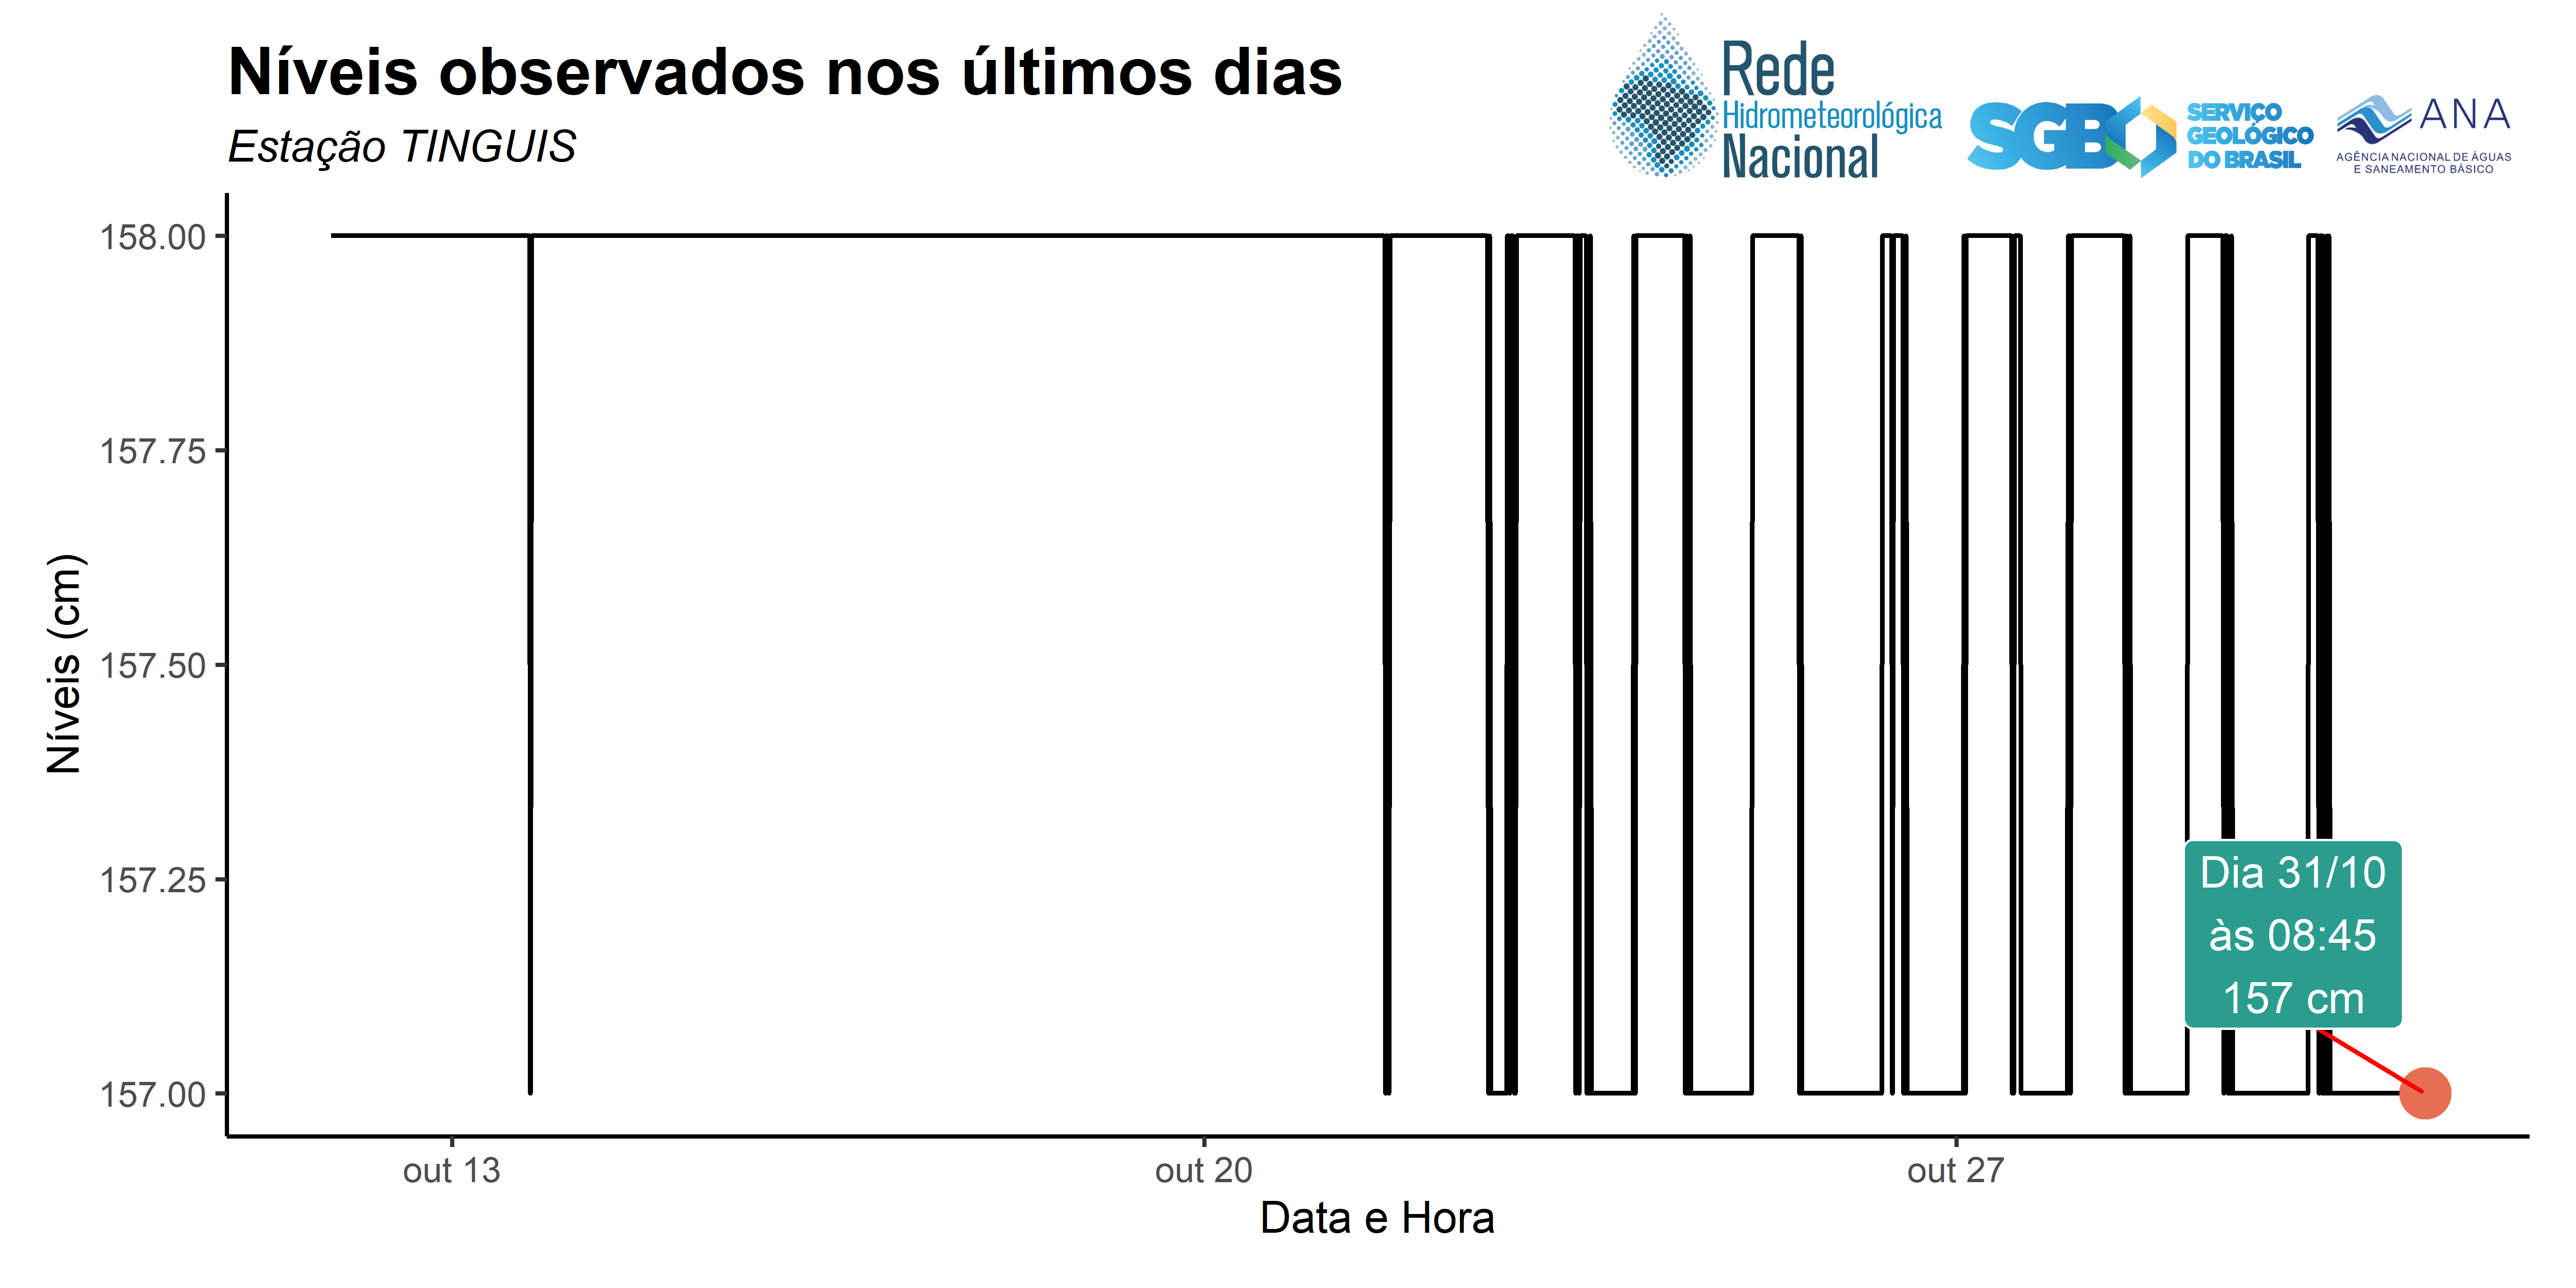 Níveis observados nos últimos dias
Estação TINGUIS
Rede
Hidrometeorológica
Nacional
SGB
SERVIÇO
GEOLÓGICO
DO BRASIL
ANA
AGÊNCIA NACIONAL DE ÁGUAS
E SANEAMENTO BÁSICO
158.00
157.75
157.50
157.25
157.00
Níveis (cm)
Dia 31/10
às 08:45
157 cm
out 13
out 20
out 27
Data e Hora